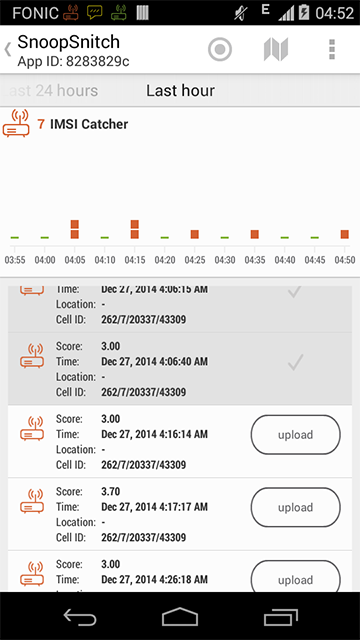 FONIC E 04:52
SnoopSnitch
App ID: 8283829c
ast 24 hours Last hour
7 IMSI Catcher
03:55 04:00 04:05 04:10 04:15 04:20 04:25 04:30 04:35 04:40 04:45 04:50
Time: Dec 27, 2014 4:06:15 AM
Location: -
Cell ID: 262/7/20337/43309
Score: 3.00
Time: Dec 27, 2014 4:06:40 AM
Location: -
Cell ID: 262/7/20337/43309
Score: 3.00
Time: Dec 27, 2014 4:16:14 AM
Location: -
Cell ID: 262/7/20337/43309
upload
Score: 3.70
Time: Dec 27, 2014 4:17:17 AM
Location: -
Cell ID: 262/7/20337/43309
upload
Score: 3.00
Time: Dec 27, 2014 4:26:18 AM
Location: -
upload